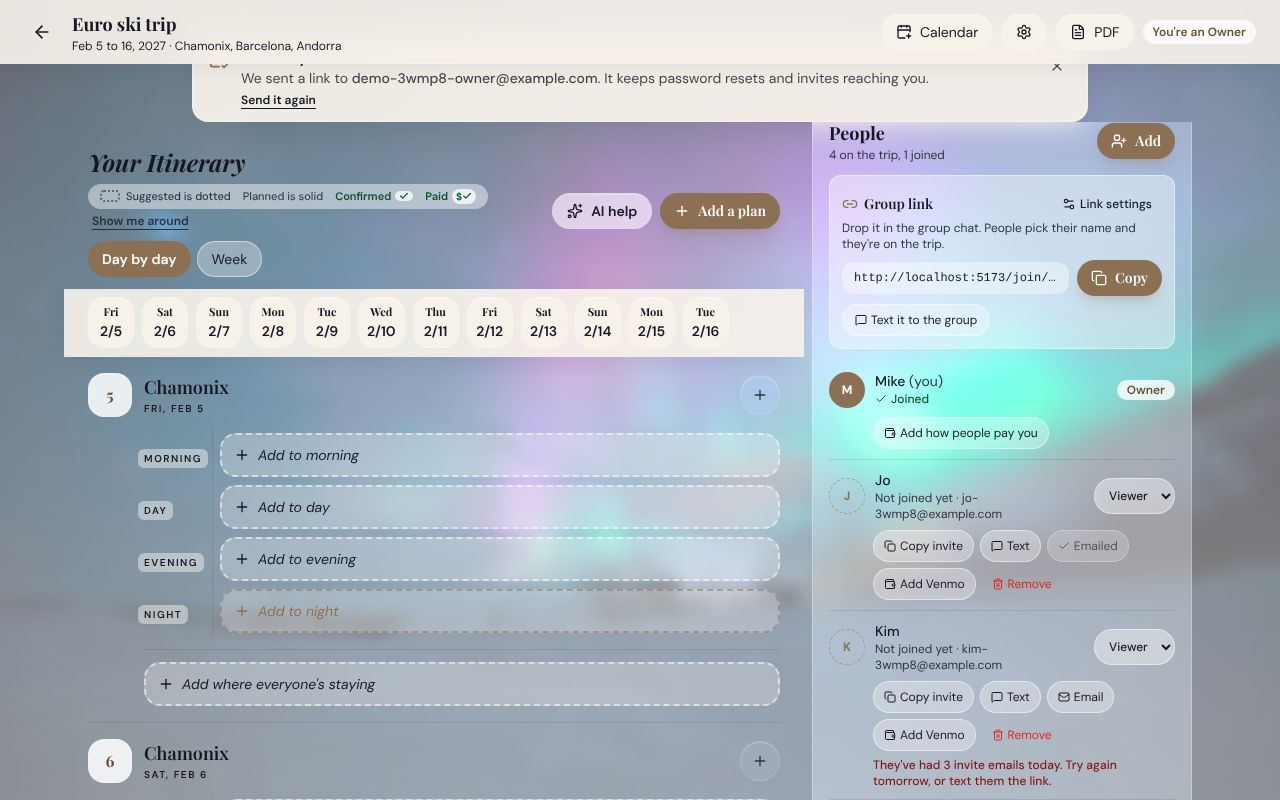 Euro ski trip
Feb 5 to 16, 2027 · Chamonix, Barcelona, Andorra
Calendar
PDF
You're an Owner
We sent a link to demo-3wmp8-owner@example.com. It keeps password resets and invites reaching you.
Send it again
Your Itinerary
Suggested is dotted Planned is solid Confirmed Paid $
Show me around
AI help
Add a plan
Day by day
Week
Fri Sat Sun Mon Tue Wed Thu Fri Sat Sun Mon Tue
2/5 2/6 2/7 2/8 2/9 2/10 2/11 2/12 2/13 2/14 2/15 2/16
5
Chamonix
FRI, FEB 5
MORNING
Add to morning
DAY
Add to day
EVENING
Add to evening
NIGHT
Add to night
Add where everyone's staying
6
Chamonix
SAT, FEB 6
People
4 on the trip, 1 joined
Add
Group link
Link settings
Drop it in the group chat. People pick their name and
they're on the trip.
http://localhost:5173/join/…
Copy
Text it to the group
M
Mike (you)
Joined
Owner
Add how people pay you
J
Jo
Not joined yet · jo-
3wmp8@example.com
Viewer
Copy invite
Text
Emailed
Add Venmo
Remove
K
Kim
Not joined yet · kim-
3wmp8@example.com
Viewer
Copy invite
Text
Email
Add Venmo
Remove
They've had 3 invite emails today. Try again
tomorrow, or text them the link.